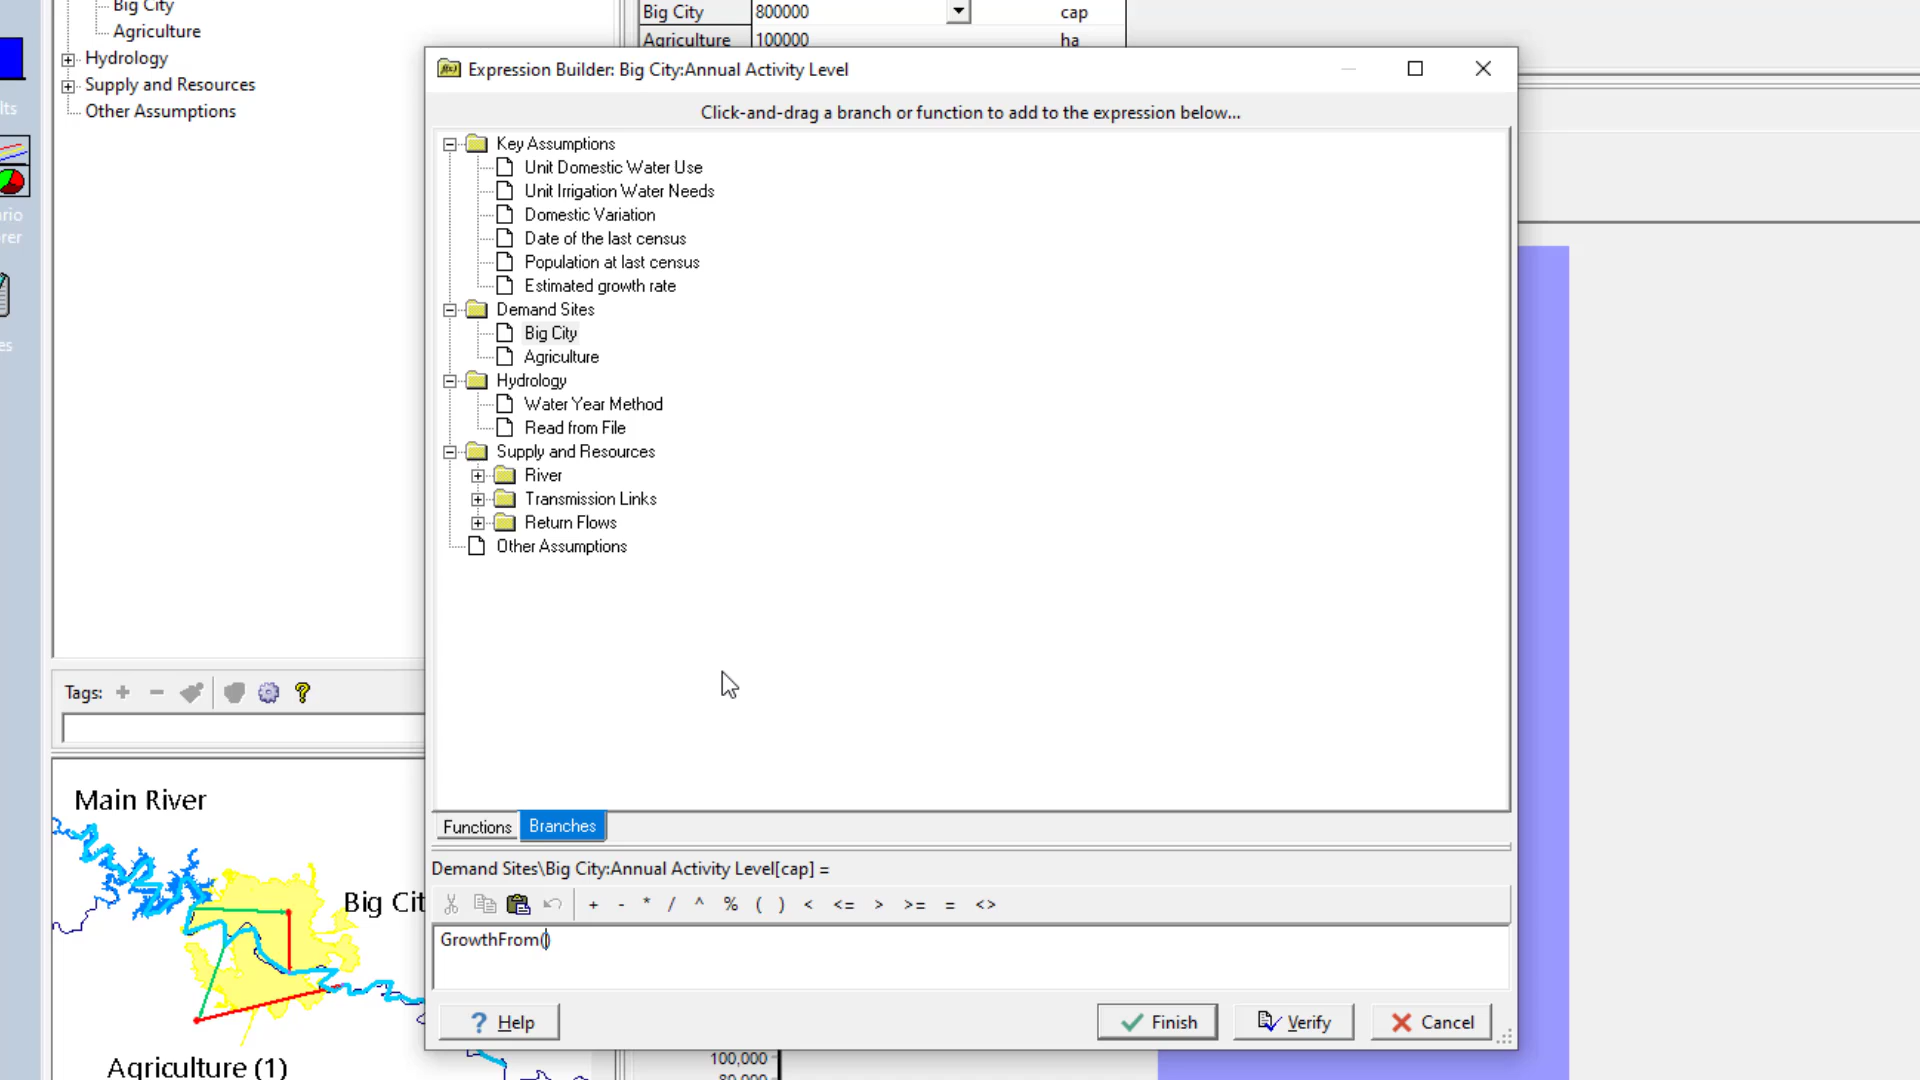 Big City
Agriculture
Hydrology
Supply and Resources
Other Assumptions
Big City 800000 cap
Agriculture 100000 ha
Expression Builder: Big City:Annual Activity Level
Click-and-drag a branch or function to add to the expression below...
Key Assumptions
Unit Domestic Water Use
Unit Irrigation Water Needs
Domestic Variation
Date of the last census
Population at last census
Estimated growth rate
Demand Sites
Big City
Agriculture
Hydrology
Water Year Method
Read from File
Supply and Resources
River
Transmission Links
Return Flows
Other Assumptions
Tags:
Functions Branches
Demand Sites\Big City:Annual Activity Level[cap] =
+ - * / ^ % ( ) < <= > >= = <>
GrowthFrom()
? Help Finish Verify Cancel
Main River
Big Cit
Agriculture (1)
100,000